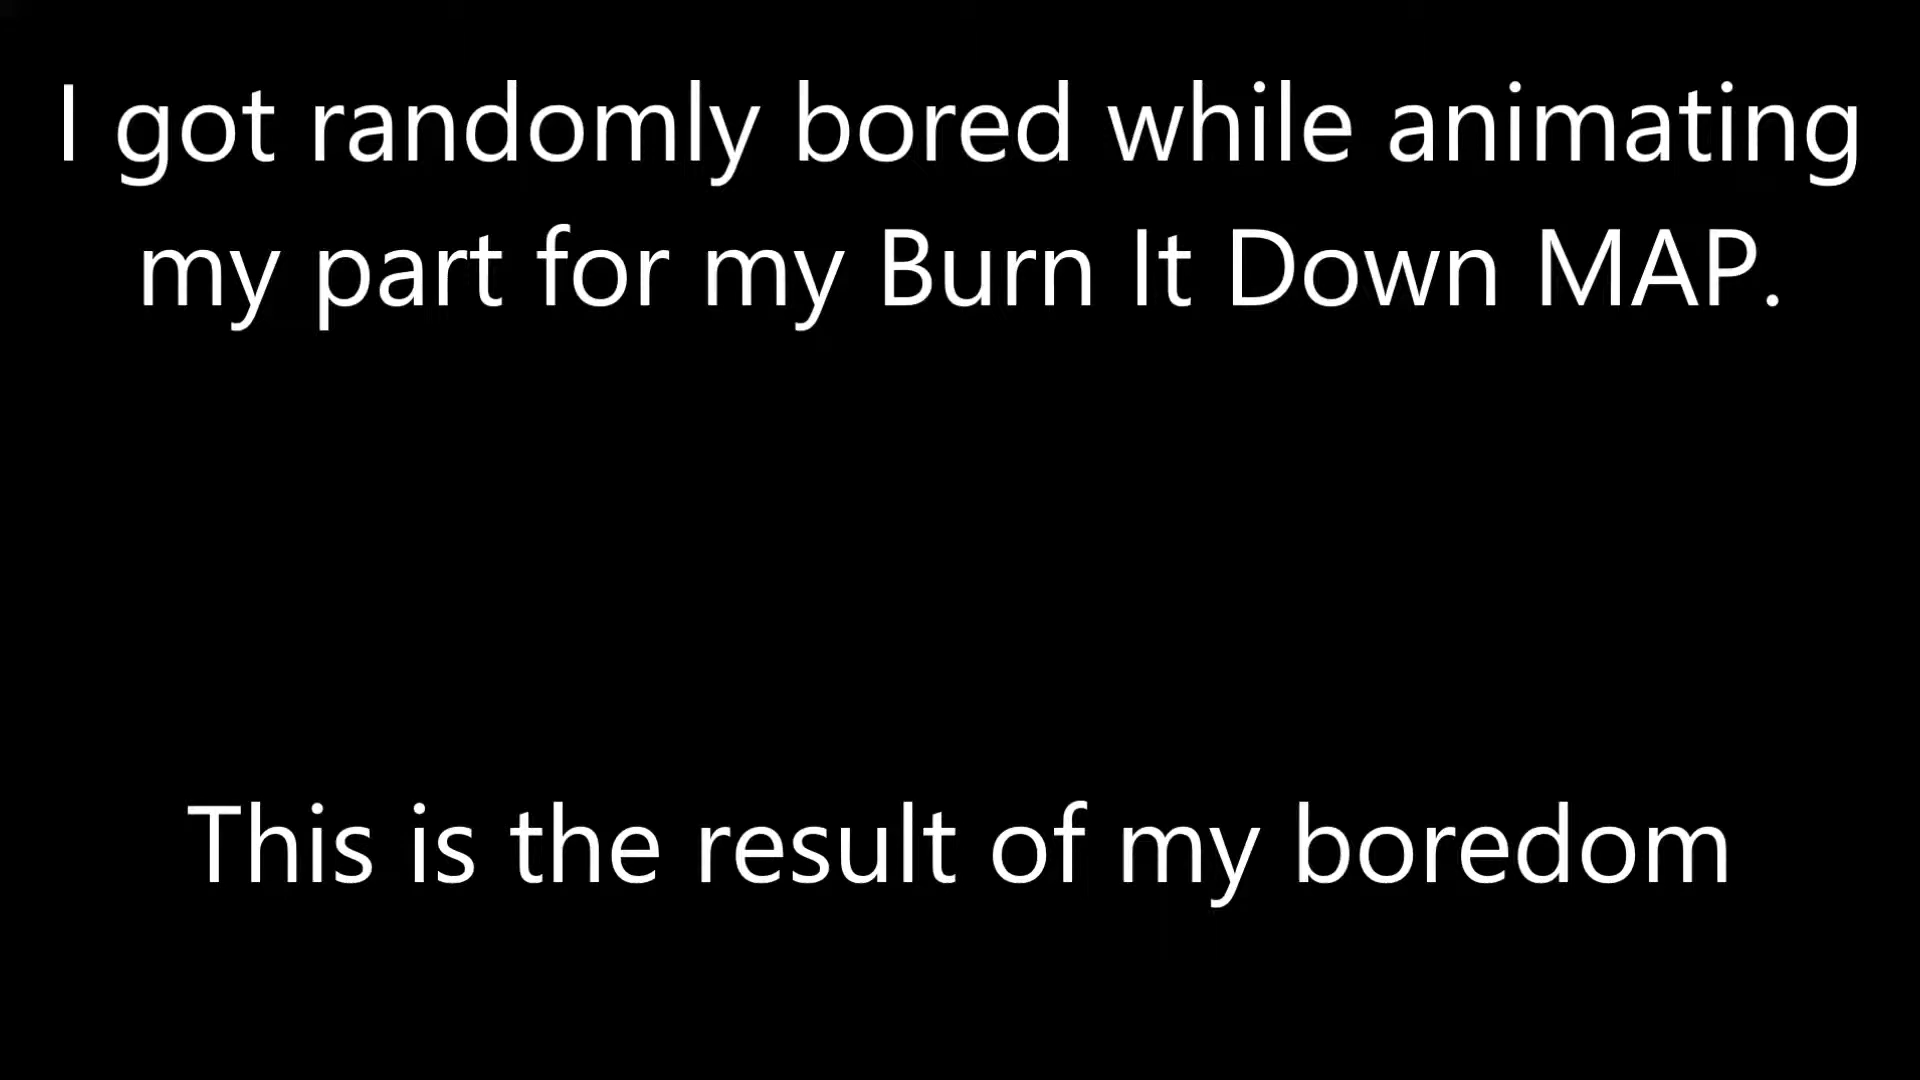 I got randomly bored while animating
my part for my Burn It Down MAP.
This is the result of my boredom